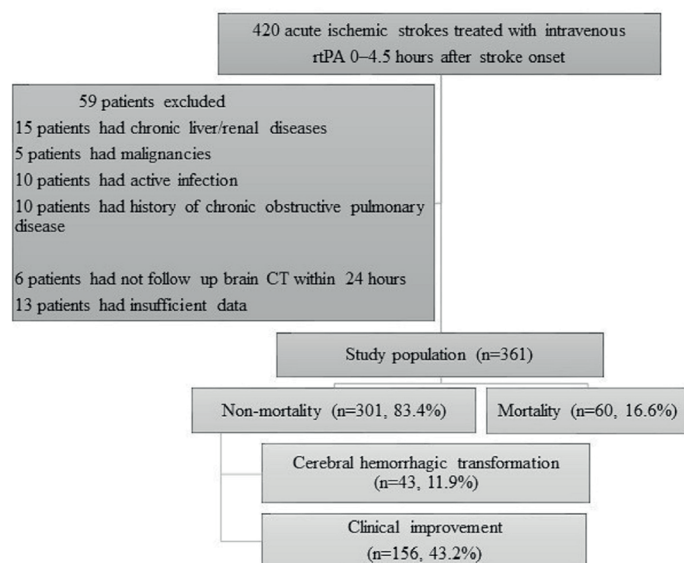 420 acute ischemic strokes treated with intravenous
rtPA 0–4.5 hours after stroke onset
59 patients excluded
15 patients had chronic liver/renal diseases
5 patients had malignancies
10 patients had active infection
10 patients had history of chronic obstructive pulmonary
disease
6 patients had not follow up brain CT within 24 hours
13 patients had insufficient data
Study population (n=361)
Non-mortality (n=301, 83.4%)
Mortality (n=60, 16.6%)
Cerebral hemorrhagic transformation
(n=43, 11.9%)
Clinical improvement
(n=156, 43.2%)